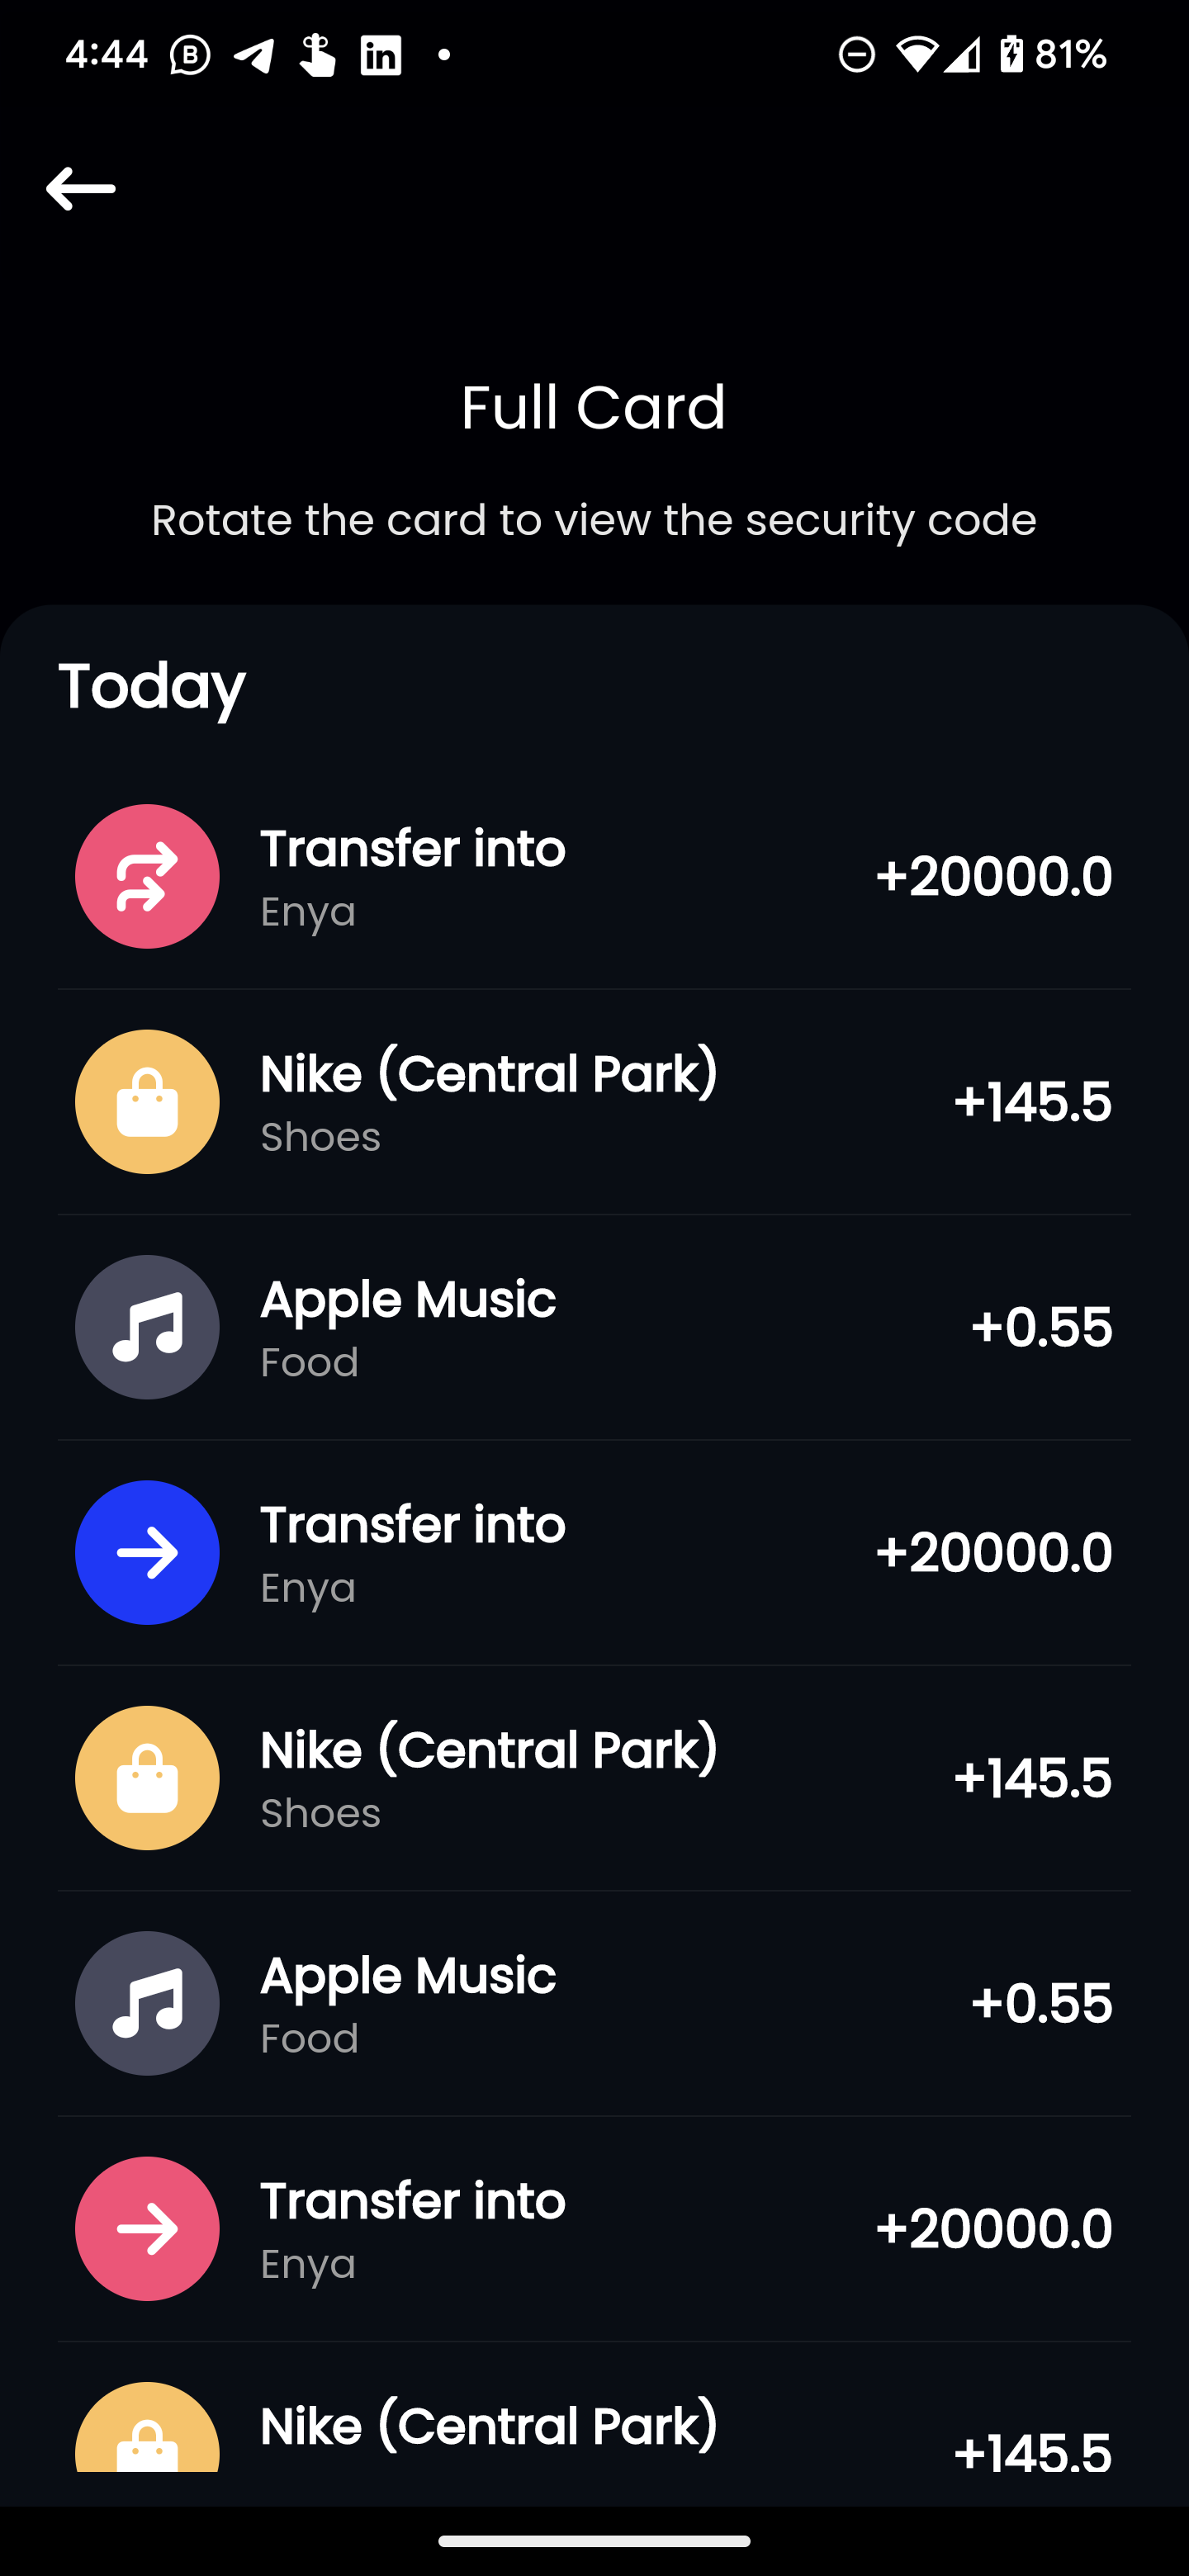 4:44
81%
Full Card
Rotate the card to view the security code
Today
Transfer into
Enya
+20000.0
Nike (Central Park)
Shoes
+145.5
Apple Music
Food
+0.55
Transfer into
Enya
+20000.0
Nike (Central Park)
Shoes
+145.5
Apple Music
Food
+0.55
Transfer into
Enya
+20000.0
Nike (Central Park)
+145.5